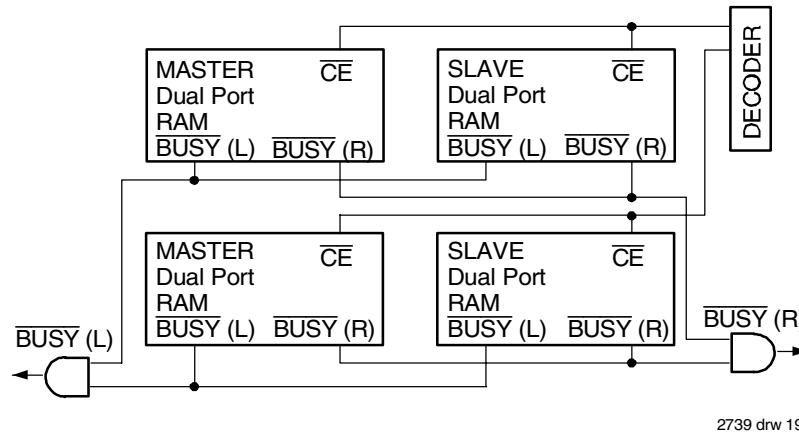 MASTER
Dual Port
RAM
BUSY (L)
CE
BUSY (R)
SLAVE
Dual Port
RAM
BUSY (L)
CE
BUSY (R)
DECODER
MASTER
Dual Port
RAM
BUSY (L)
CE
BUSY (R)
SLAVE
Dual Port
RAM
BUSY (L)
CE
BUSY (R)
BUSY (L)
BUSY (R
2739 drw 19